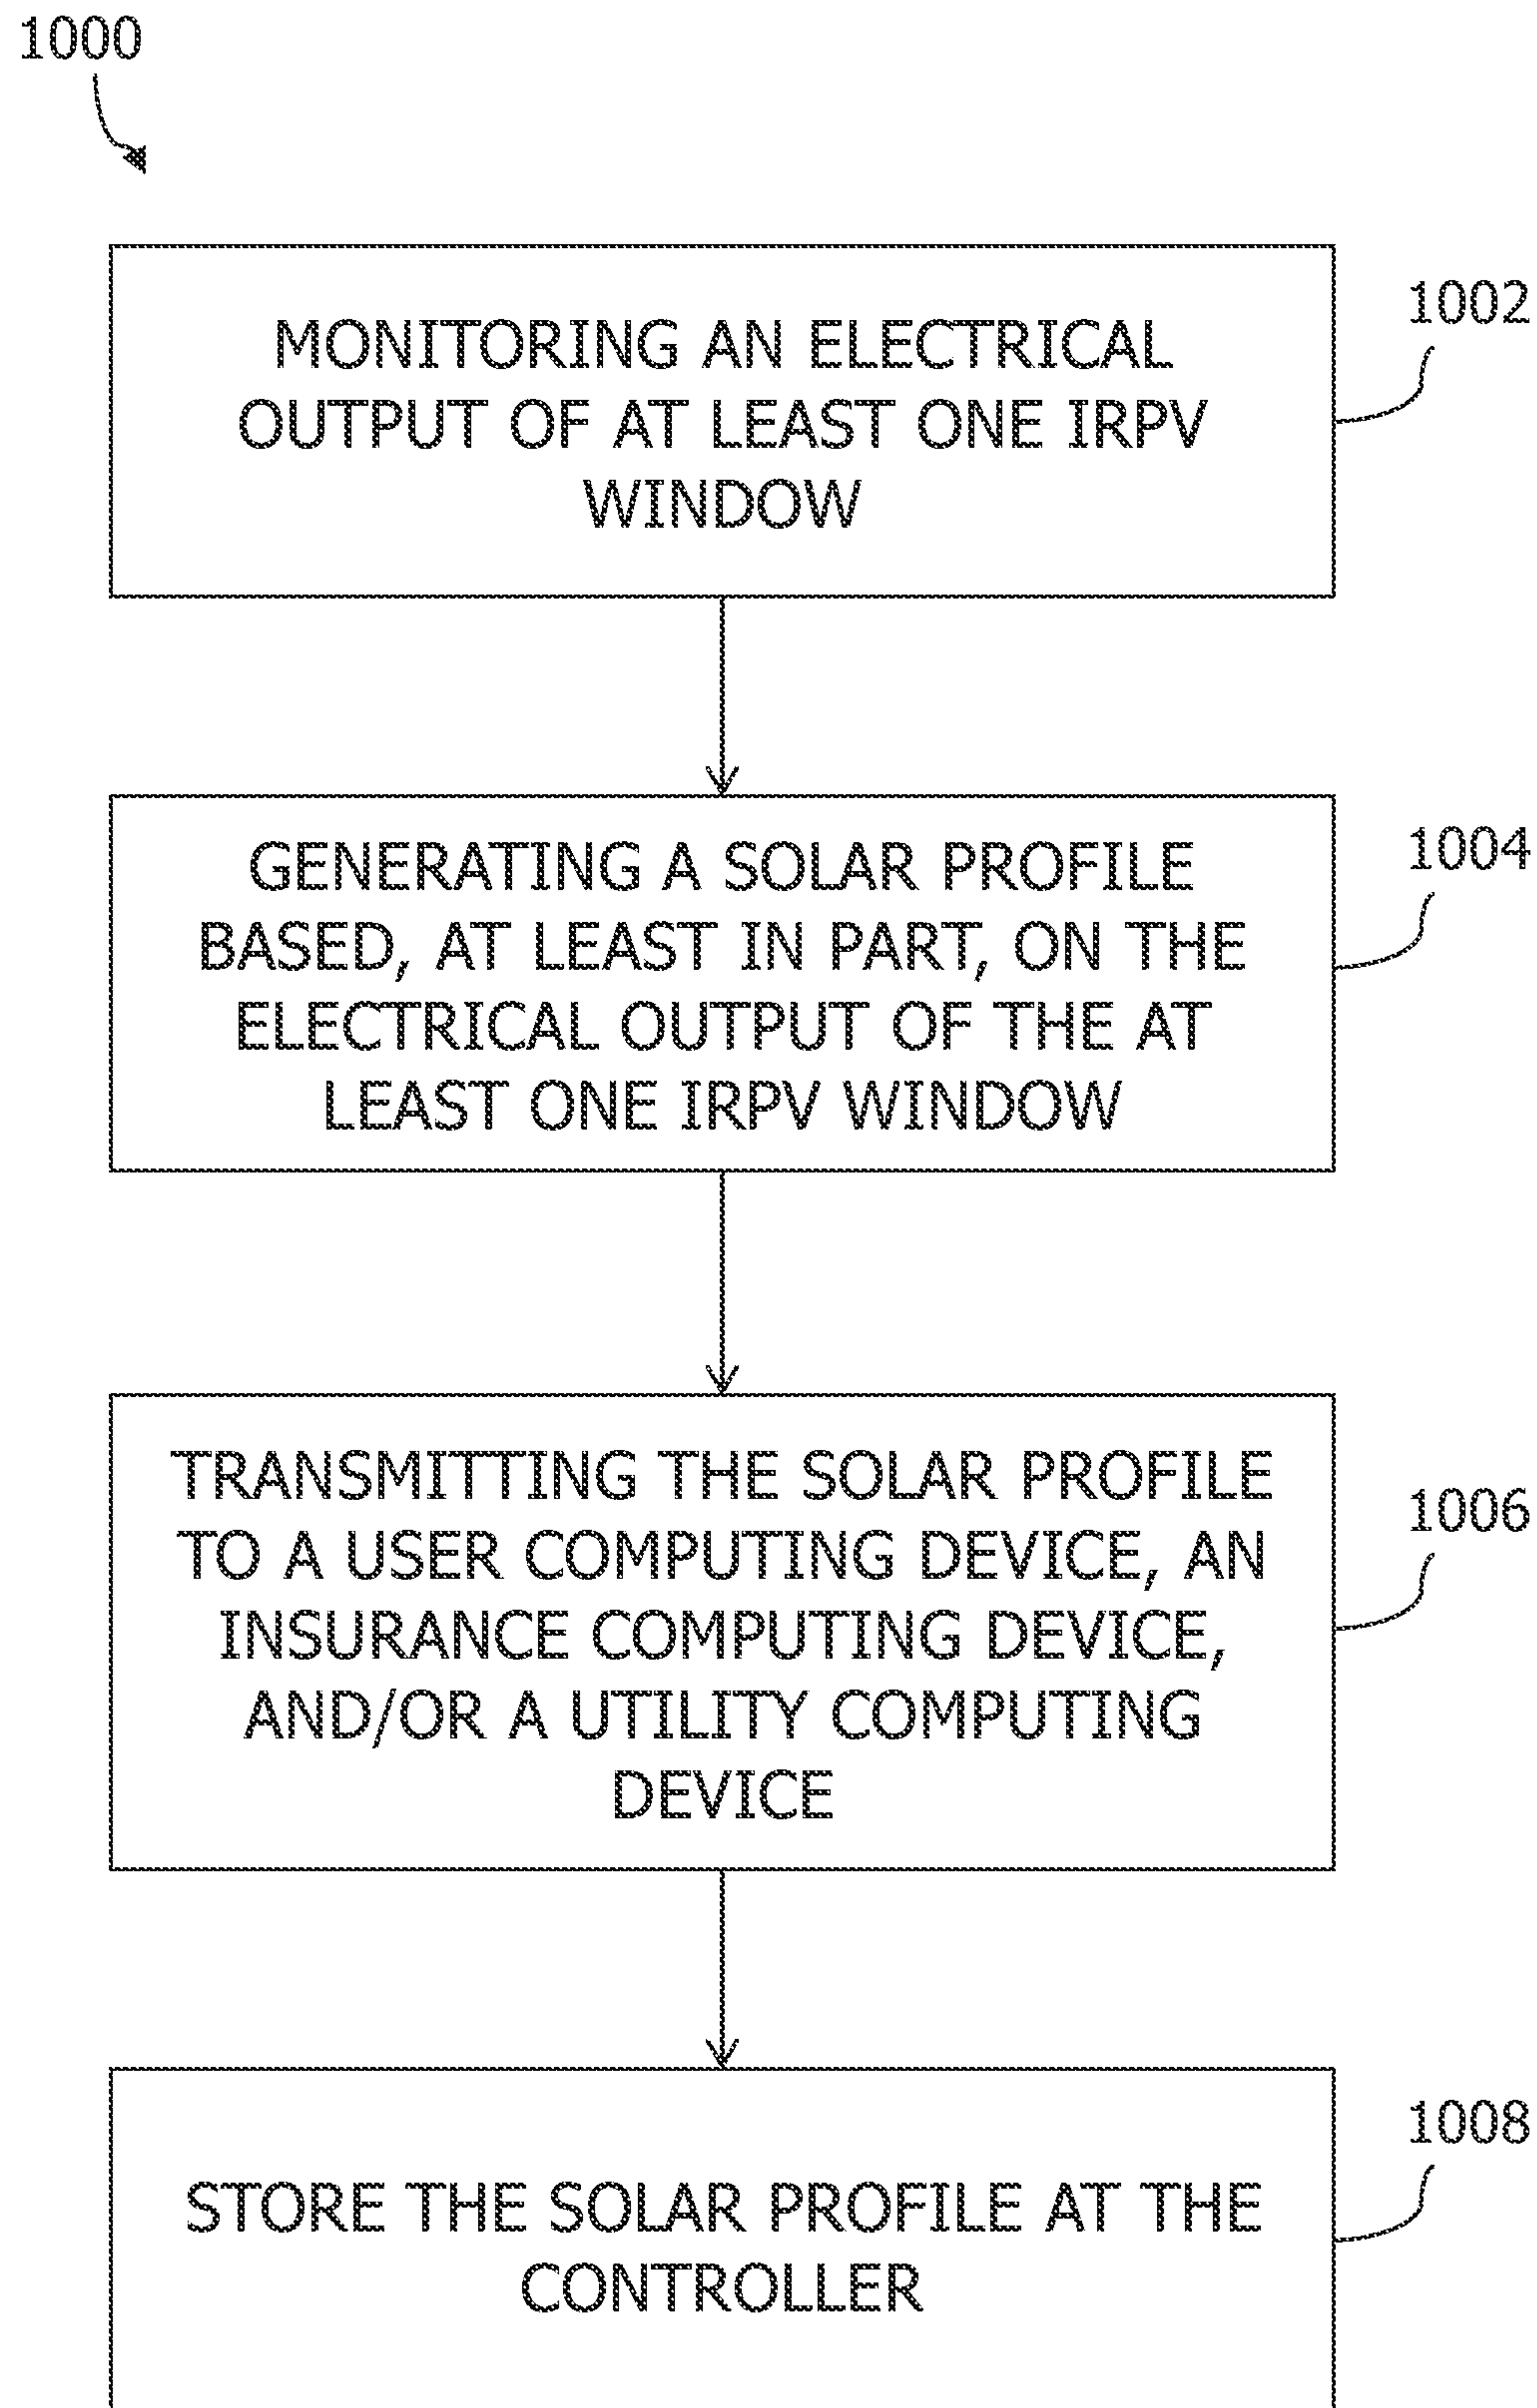 1000
MONITORING AN ELECTRICAL
OUTPUT OF AT LEAST ONE IRPV
WINDOW
1002
GENERATING A SOLAR PROFILE
BASED, AT LEAST IN PART, ON THE
ELECTRICAL OUTPUT OF THE AT
LEAST ONE IRPV WINDOW
1004
TRANSMITTING THE SOLAR PROFILE
TO A USER COMPUTING DEVICE, AN
INSURANCE COMPUTING DEVICE,
AND/OR A UTILITY COMPUTING
DEVICE
1006
STORE THE SOLAR PROFILE AT THE
CONTROLLER
1008